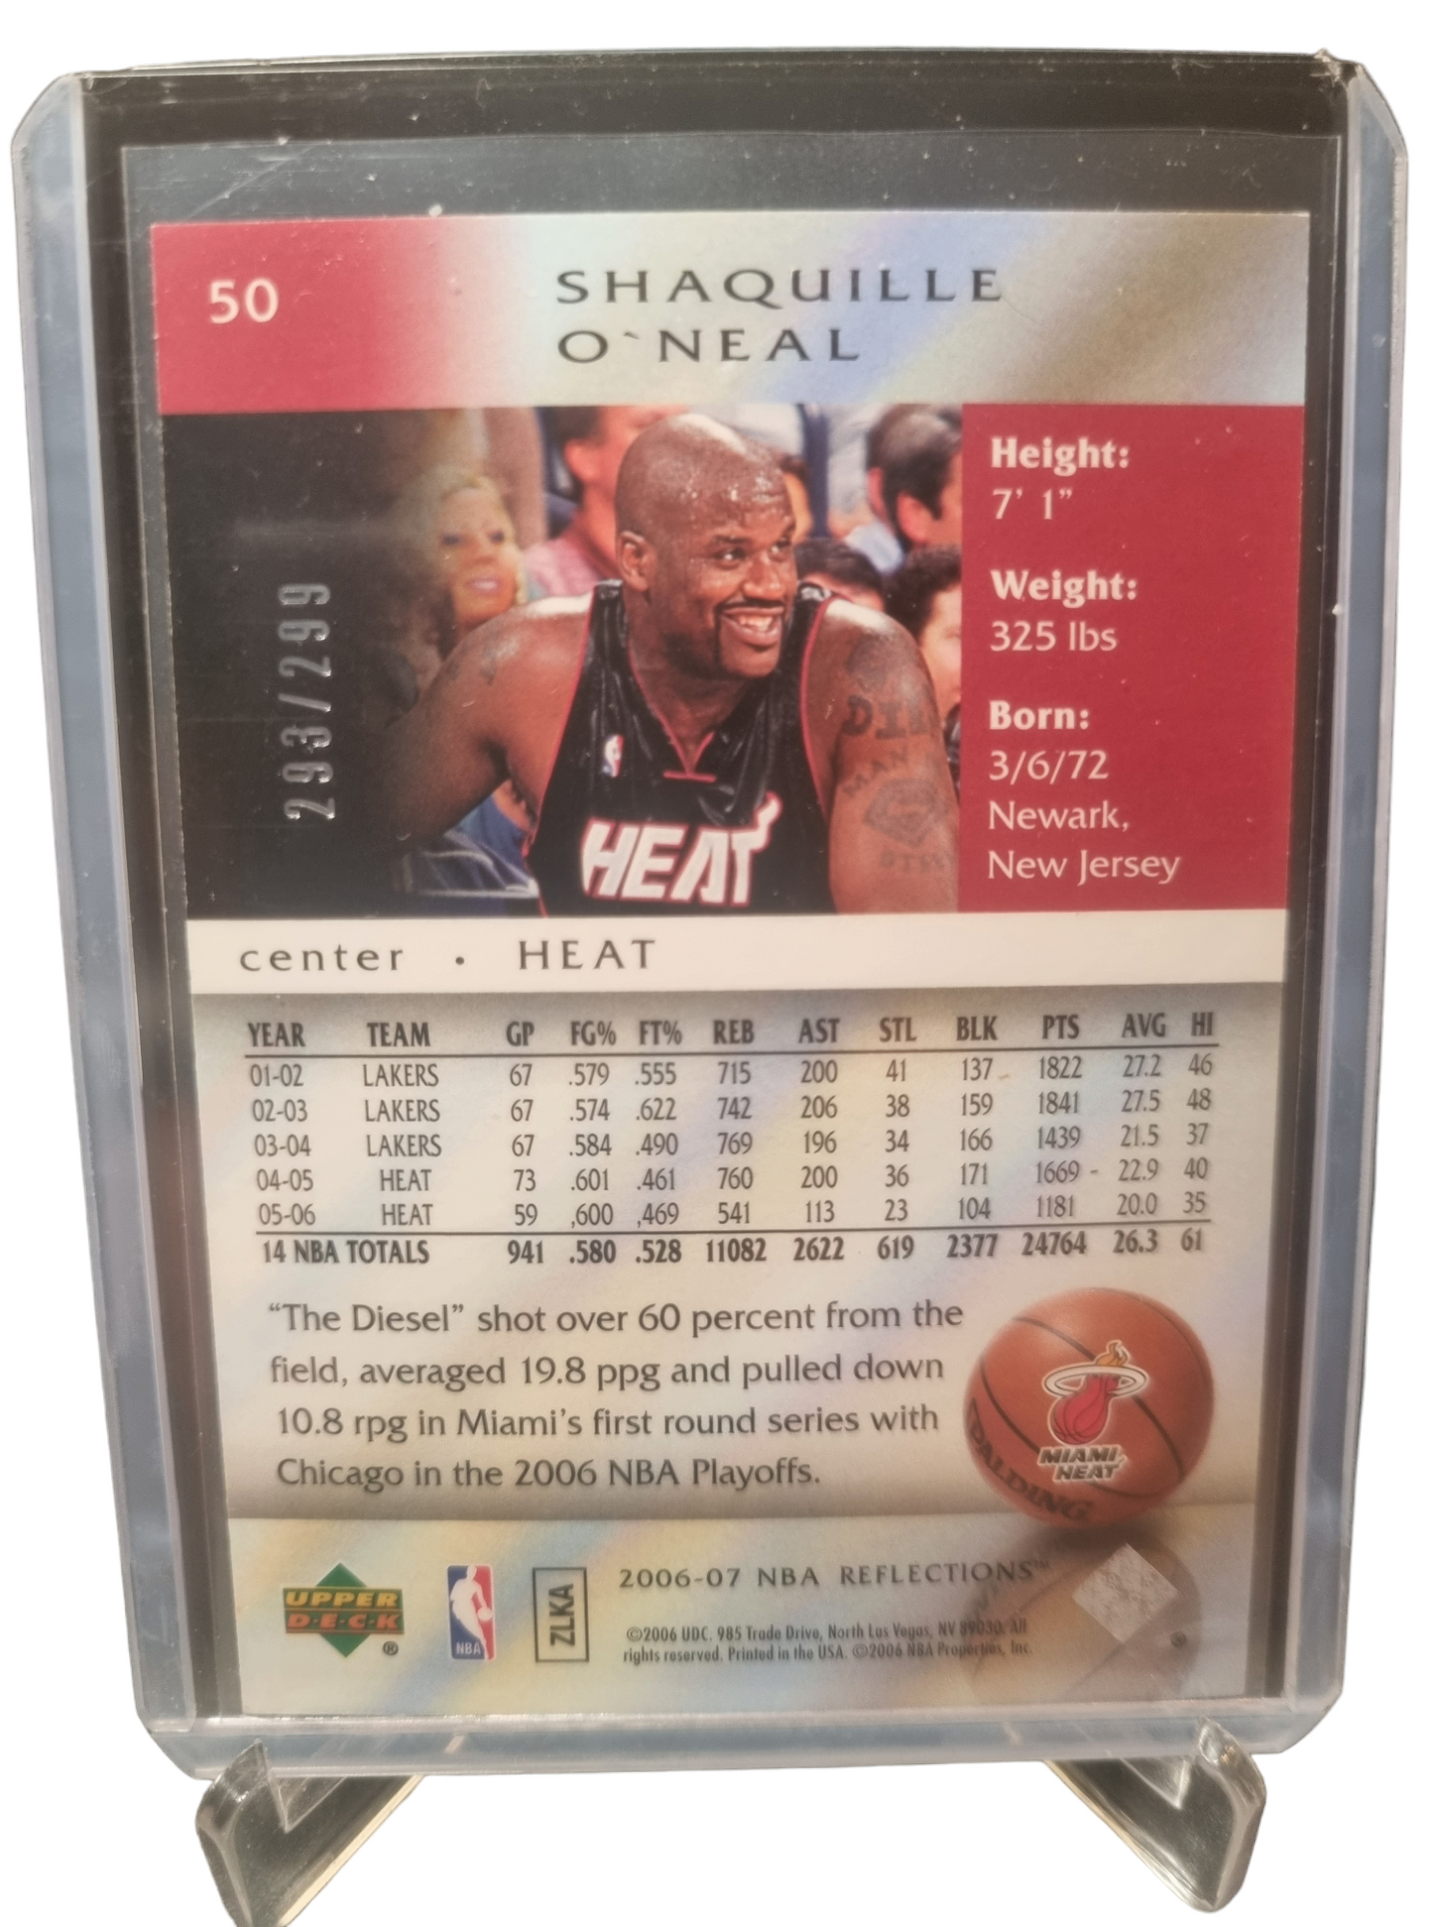 50
SHAQUILLE
O`NEAL
293/299
Height:
7' 1"
Weight:
325 lbs
Born:
3/6/72
Newark,
New Jersey
DIE
MAN
HEAT
center · HEAT
YEAR TEAM GP FG% FT% REB AST STL BLK PTS AVG HI
01-02 LAKERS 67 .579 .555 715 200 41 137 1822 27.2 46
02-03 LAKERS 67 .574 .622 742 206 38 159 1841 27.5 48
03-04 LAKERS 67 .584 .490 769 196 34 166 1439 21.5 37
04-05 HEAT 73 .601 .461 760 200 36 171 1669 22.9 40
05-06 HEAT 59 ,600 ,469 541 113 23 104 1181 20.0 35
14 NBA TOTALS 941 .580 .528 11082 2622 619 2377 24764 26.3 61
“The Diesel” shot over 60 percent from the
field, averaged 19.8 ppg and pulled down
10.8 rpg in Miami's first round series with
Chicago in the 2006 NBA Playoffs.
MIAMI
HEAT
SPALDING
UPPER
D·E·C·K
®
NBA
ZLKA
2006-07 NBA REFLECTIONS™
©2006 UDC. 985 Trade Drive, North Las Vegas, NV 89030. All
rights reserved. Printed in the USA. ©2006 NBA Properties, Inc.